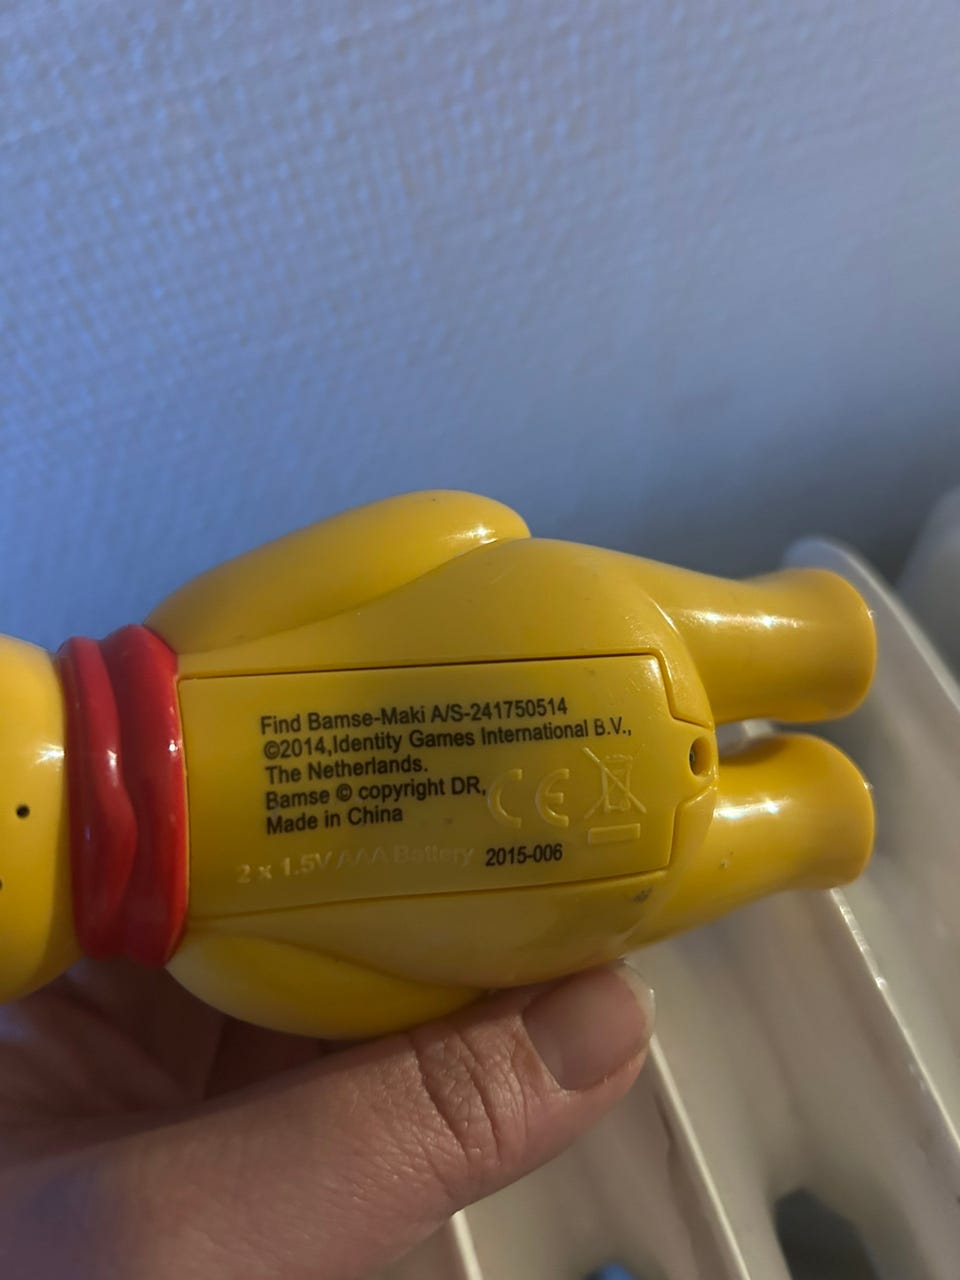 Find Bamse-Maki A/S-241750514
©2014,Identity Games International B.V.,
The Netherlands.
Bamse © copyright DR,
Made in China
CE
2 x 1.5V AAA Battery 2015-006